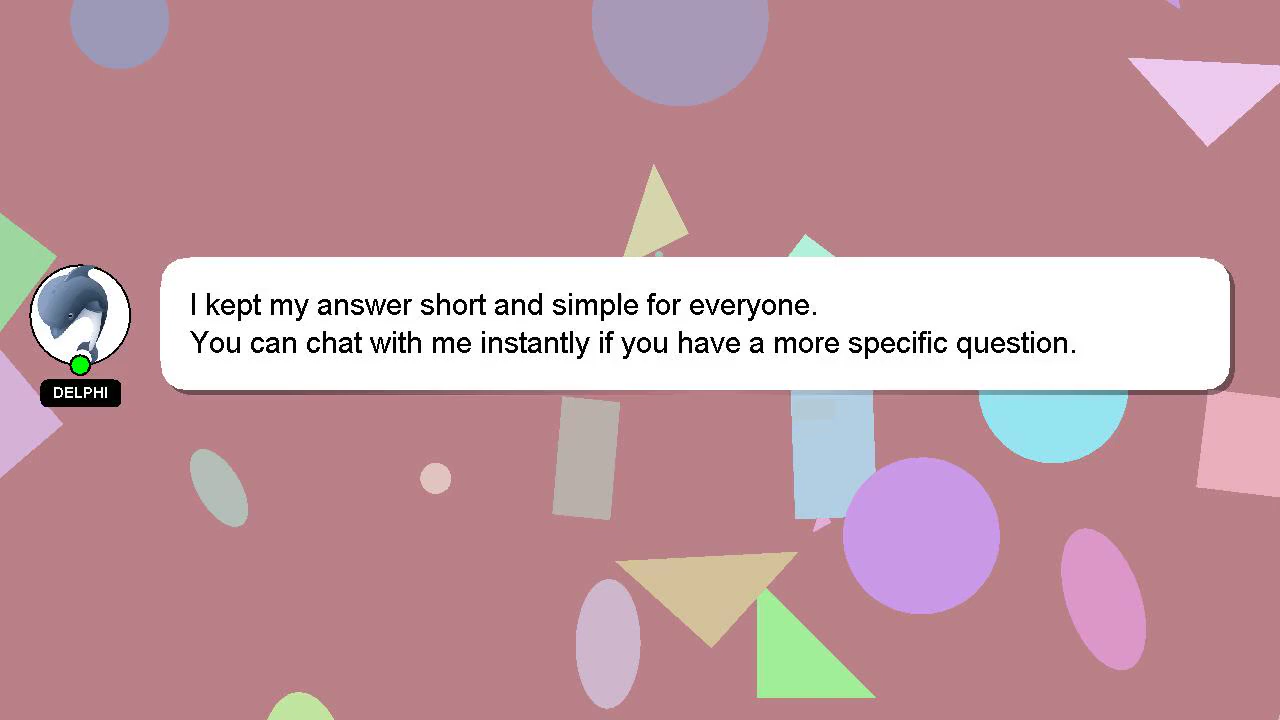 I kept my answer short and simple for everyone.
You can chat with me instantly if you have a more specific question.
DELPHI